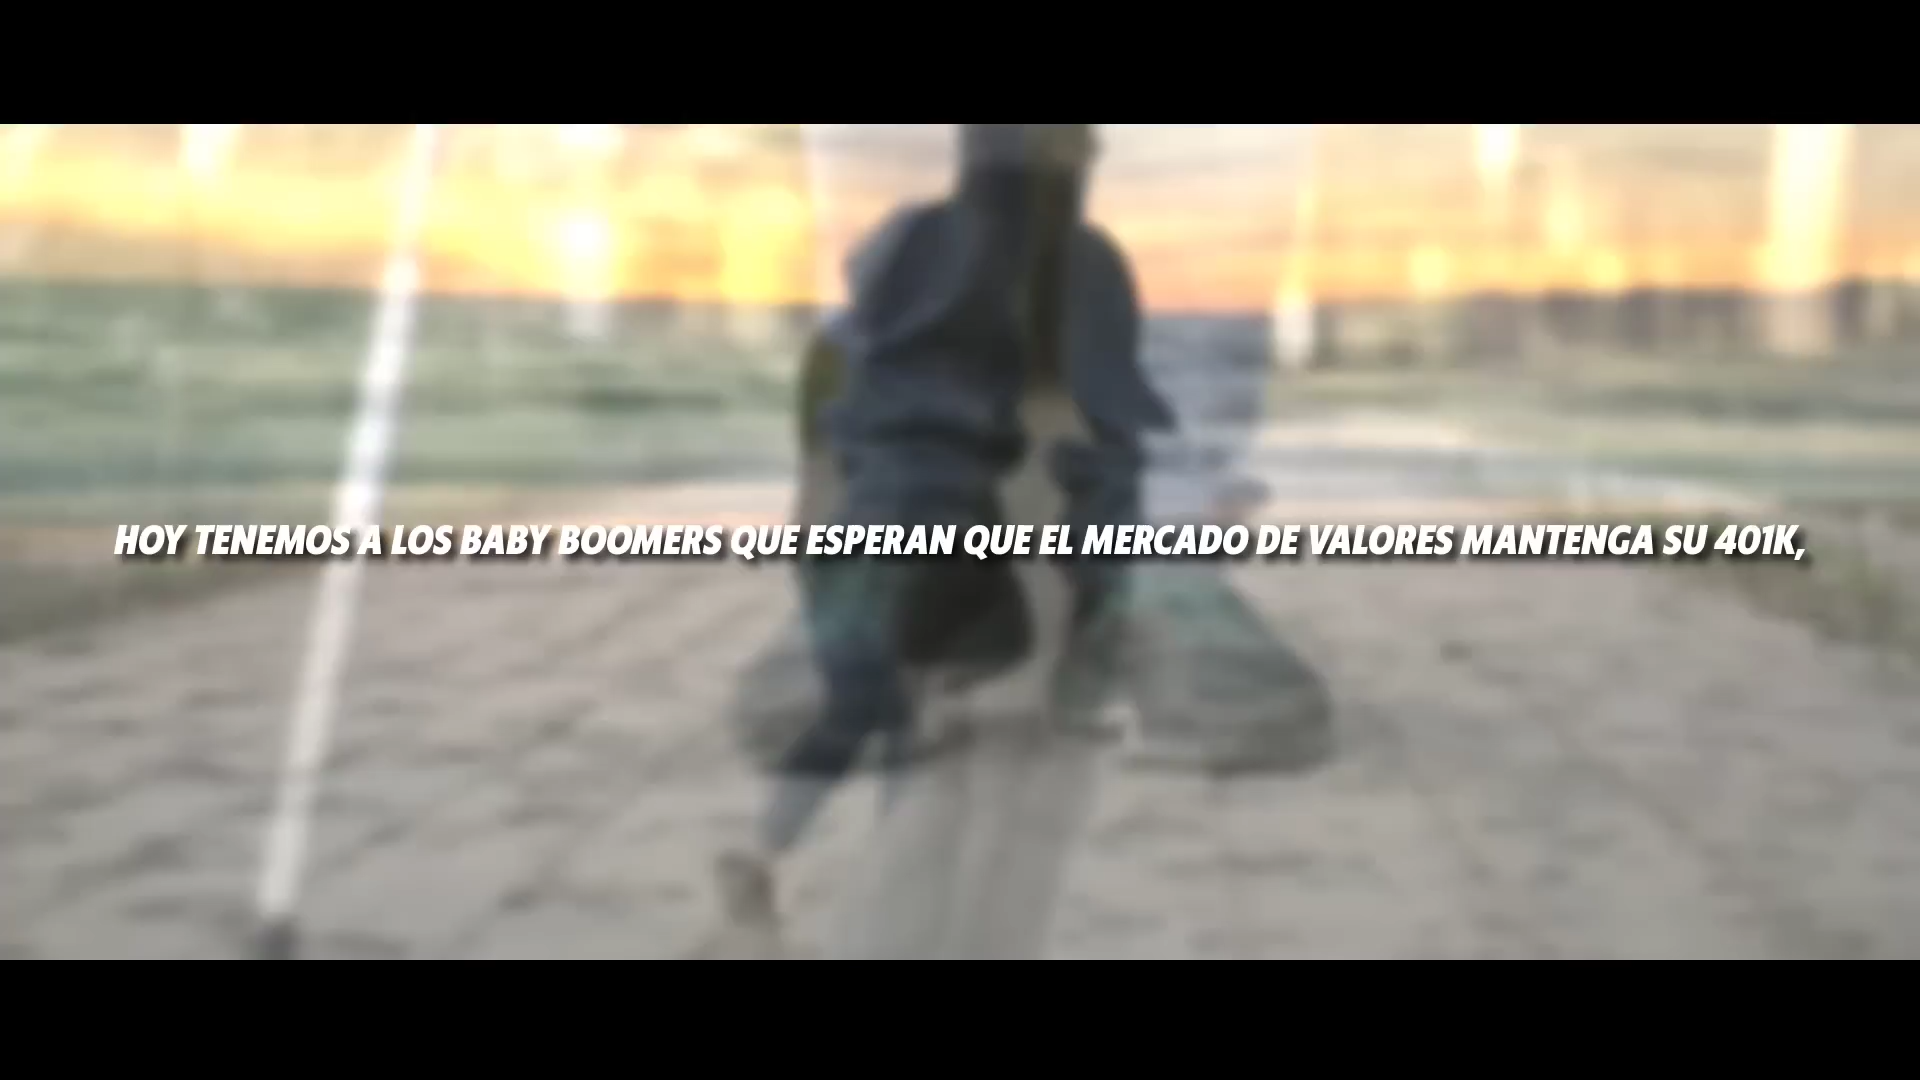 HOY TENEMOS A LOS BABY BOOMERS QUE ESPERAN QUE EL MERCADO DE VALORES MANTENGA SU 401K,